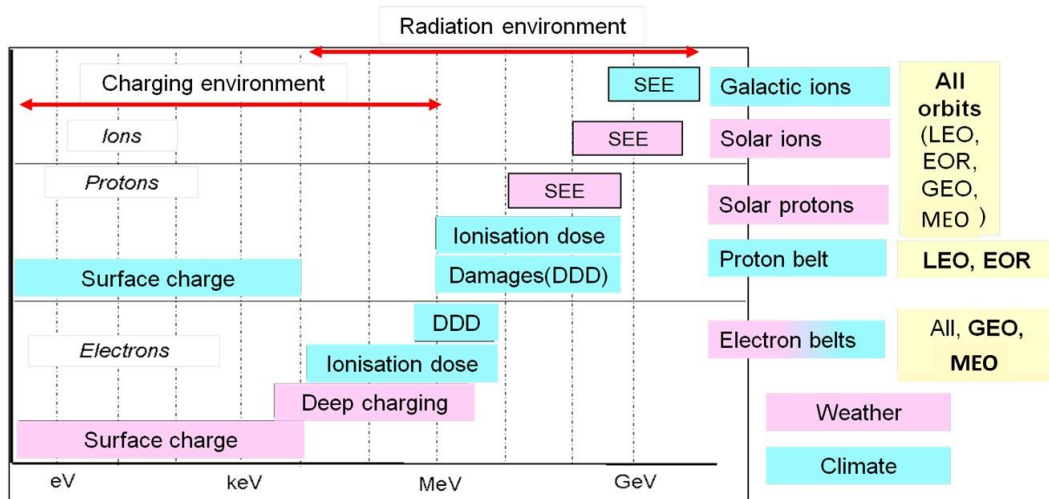 Radiation environment
Charging environment
SEE
Galactic ions
All
orbits
(LEO,
EOR,
GEO,
MEO )
Ions
SEE
Solar ions
Protons
SEE
Solar protons
Ionisation dose
Proton belt
LEO, EOR
Surface charge
Damages(DDD)
DDD
Electrons
Electron belts
All, GEO,
MEO
Ionisation dose
Deep charging
Weather
Surface charge
Climate
eV
keV
MeV
GeV